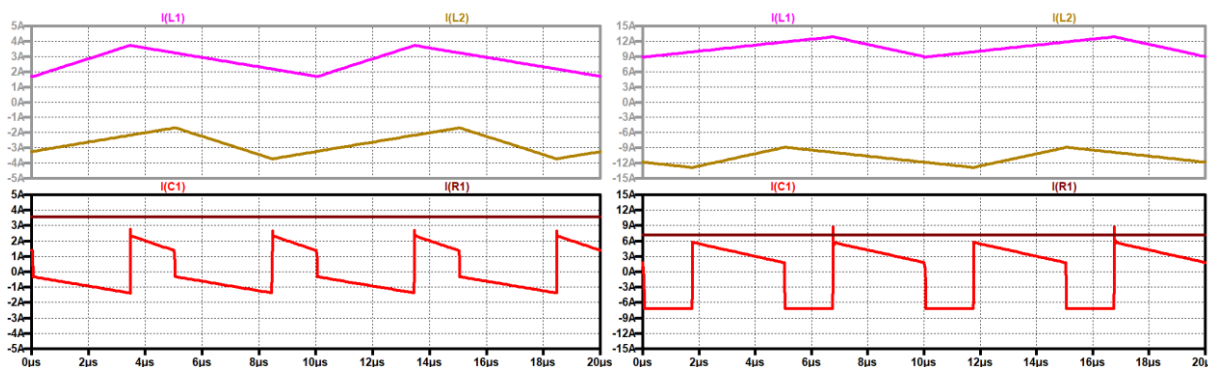 I(L1) I(L2)
5A
4A
3A
2A
1A
0A
-1A
-2A
-3A
-4A
-5A
I(C1) I(R1)
5A
4A
3A
2A
1A
0A
-1A
-2A
-3A
-4A
-5A
0µs 2µs 4µs 6µs 8µs 10µs 12µs 14µs 16µs 18µs 20µs
I(L1) I(L2)
15A
12A
9A
6A
3A
0A
-3A
-6A
-9A
-12A
-15A
I(C1) I(R1)
15A
12A
9A
6A
3A
0A
-3A
-6A
-9A
-12A
-15A
0µs 2µs 4µs 6µs 8µs 10µs 12µs 14µs 16µs 18µs 20µs